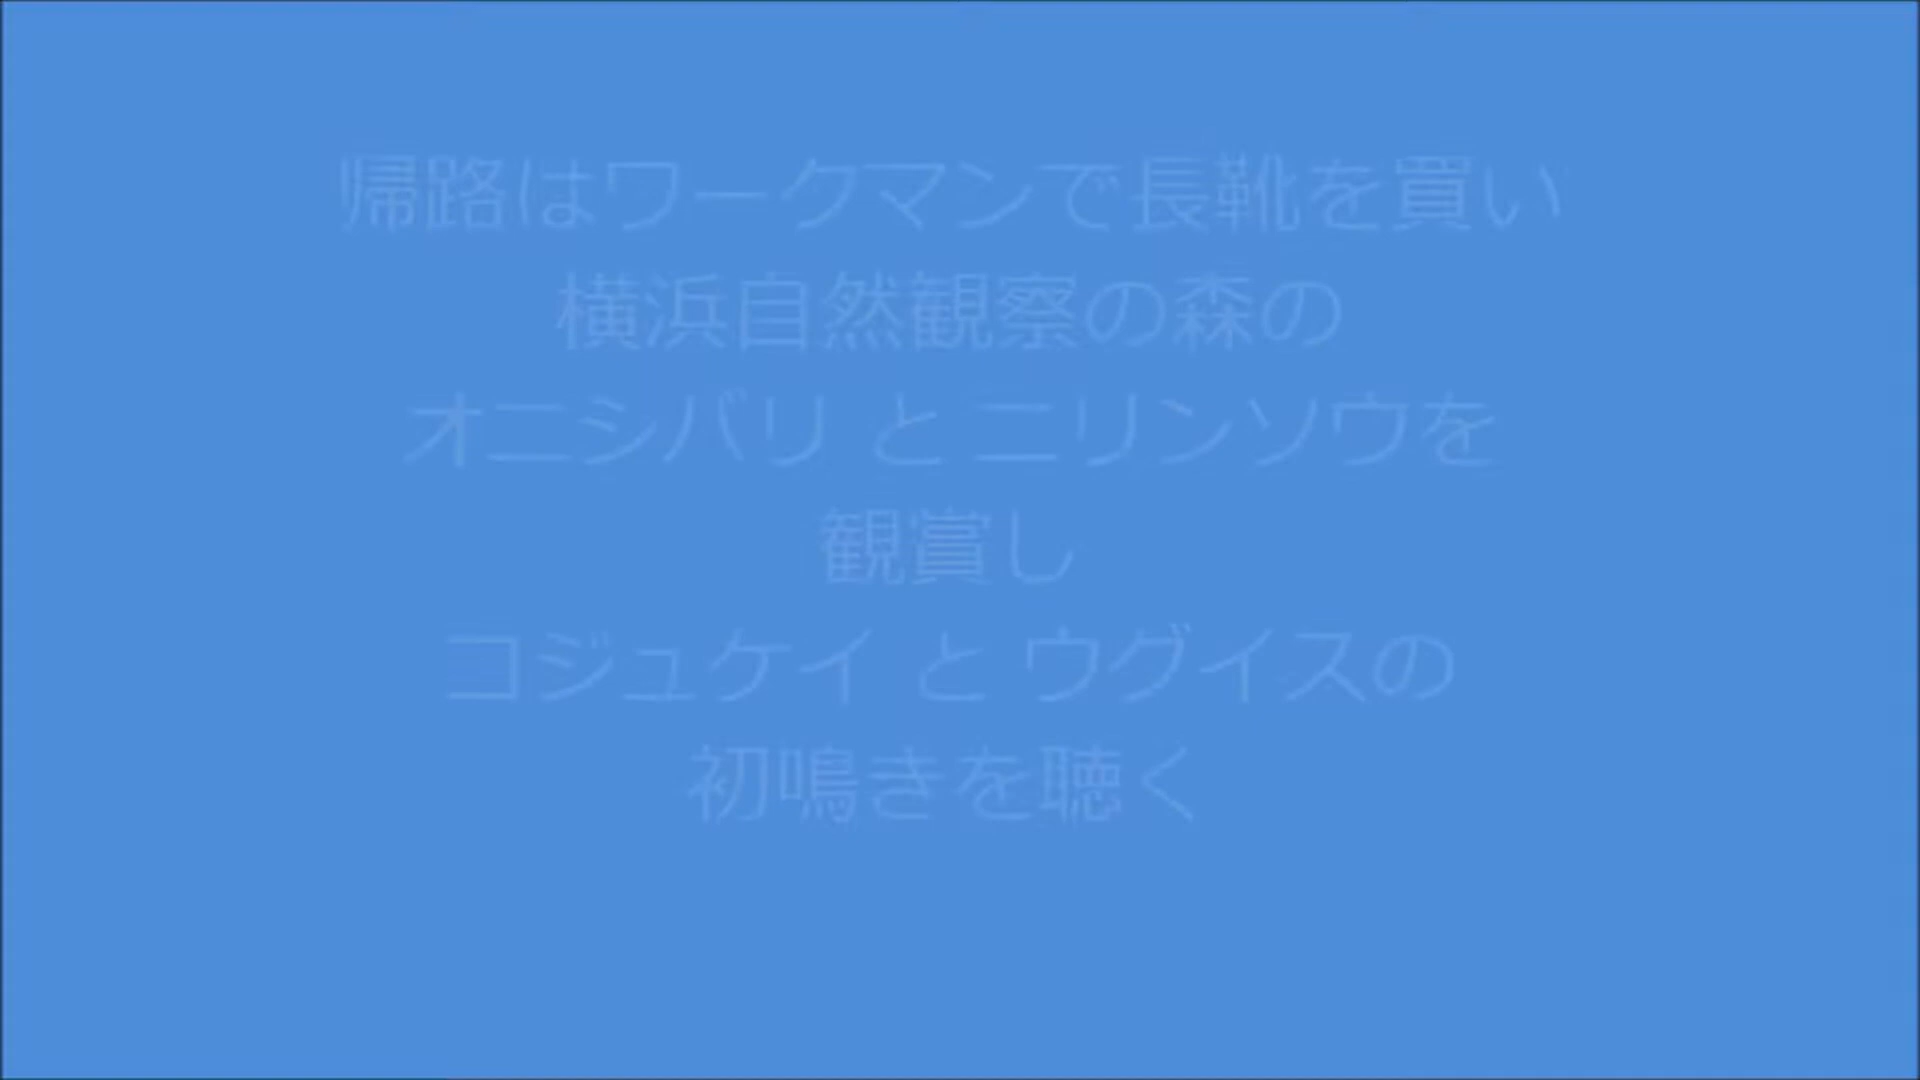 帰路はワークマンで長靴を買い
横浜自然観察の森の
オニシバリ と ニリンソウを
観賞し
コジュケイ と ウグイスの
初鳴きを聴く